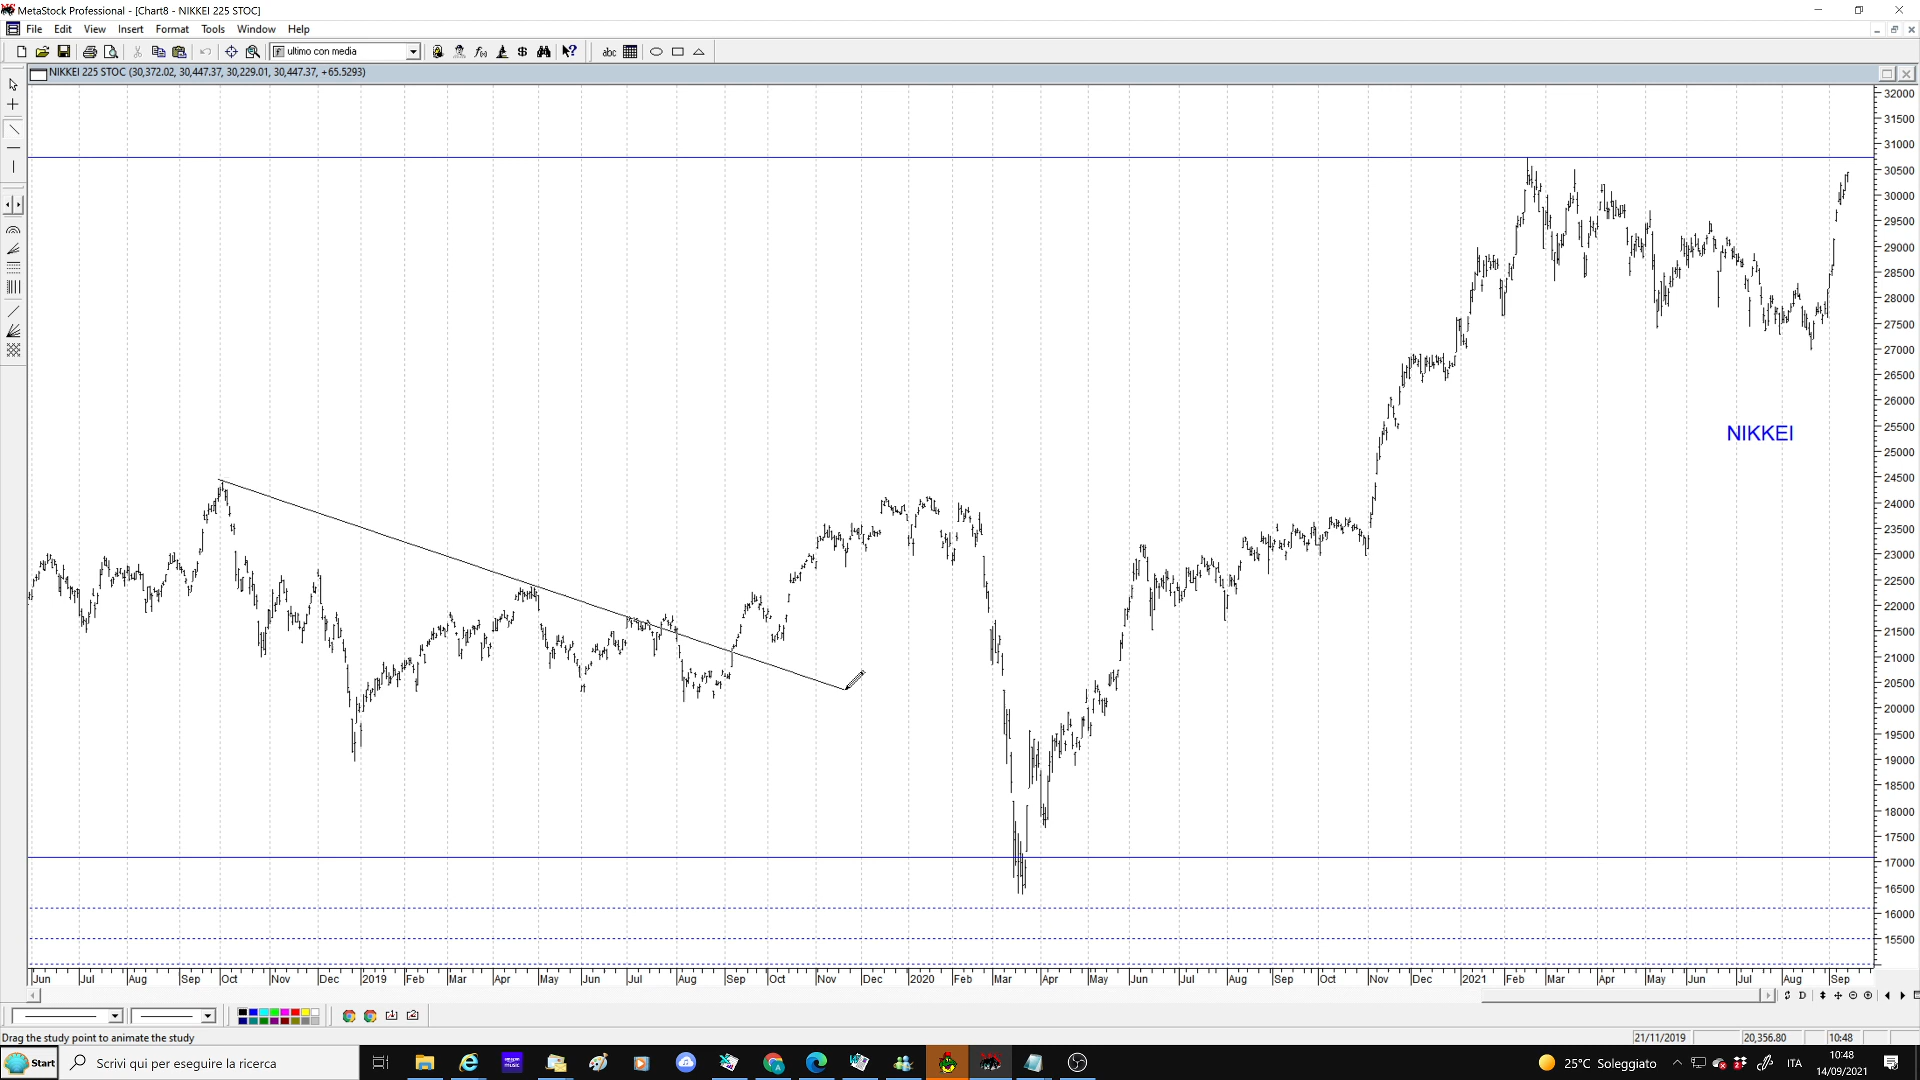 MetaStock Professional - [Chart8 - NIKKEI 225 STOC]
File Edit View Insert Format Tools Window Help
ultimo con media
abc
NIKKEI 225 STOC (30,372.02, 30,447.37, 30,229.01, 30,447.37, +65.5293)
32000
31500
31000
30500
30000
29500
29000
28500
28000
27500
27000
26500
26000
25500
NIKKEI
25000
24500
24000
23500
23000
22500
22000
21500
21000
20500
20000
19500
19000
18500
18000
17500
17000
16500
16000
15500
Jun Jul Aug Sep Oct Nov Dec 2019 Feb Mar Apr May Jun Jul Aug Sep Oct Nov Dec 2020 Feb Mar Apr May Jun Jul Aug Sep Oct Nov Dec 2021 Feb Mar Apr May Jun Jul Aug Sep
D
Drag the study point to animate the study
21/11/2019 20,356.80 10:48
Start
Scrivi qui per eseguire la ricerca
25°C Soleggiato
ITA
10:48
14/09/2021